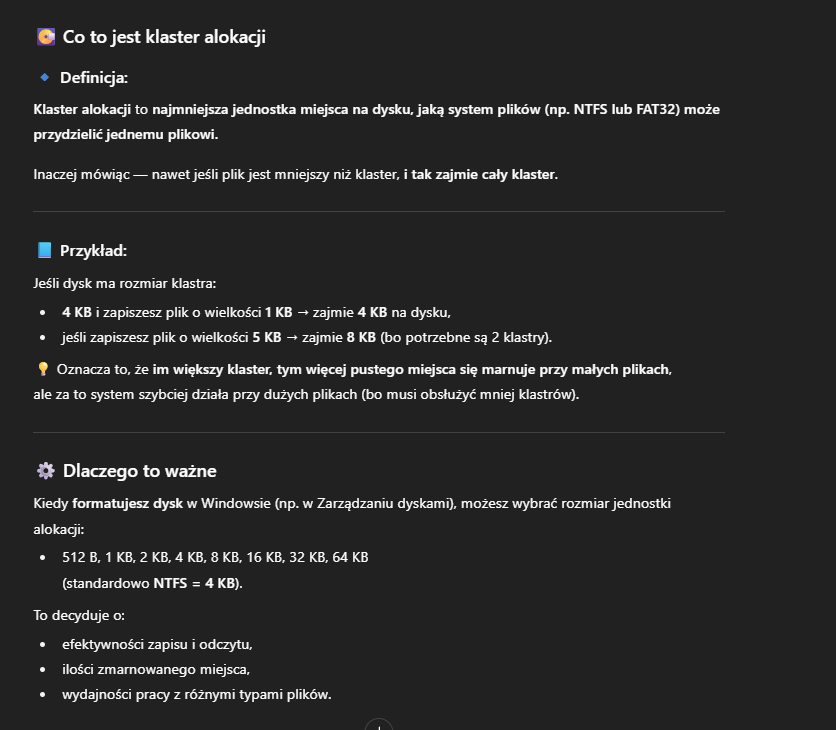 Co to jest klaster alokacji
Definicja:
Klaster alokacji to najmniejsza jednostka miejsca na dysku, jaką system plików (np. NTFS lub FAT32) może
przydzielić jednemu plikowi.
Inaczej mówiąc — nawet jeśli plik jest mniejszy niż klaster, i tak zajmie cały klaster.
Przykład:
Jeśli dysk ma rozmiar klastra:
• 4 KB i zapiszesz plik o wielkości 1 KB → zajmie 4 KB na dysku,
• jeśli zapiszesz plik o wielkości 5 KB → zajmie 8 KB (bo potrzebne są 2 klastry).
Oznacza to, że im większy klaster, tym więcej pustego miejsca się marnuje przy małych plikach,
ale za to system szybciej działa przy dużych plikach (bo musi obsłużyć mniej klastrów).
Dlaczego to ważne
Kiedy formatujesz dysk w Windowsie (np. w Zarządzaniu dyskami), możesz wybrać rozmiar jednostki
alokacji:
• 512 B, 1 KB, 2 KB, 4 KB, 8 KB, 16 KB, 32 KB, 64 KB
(standardowo NTFS = 4 KB).
To decyduje o:
• efektywności zapisu i odczytu,
• ilości zmarnowanego miejsca,
• wydajności pracy z różnymi typami plików.